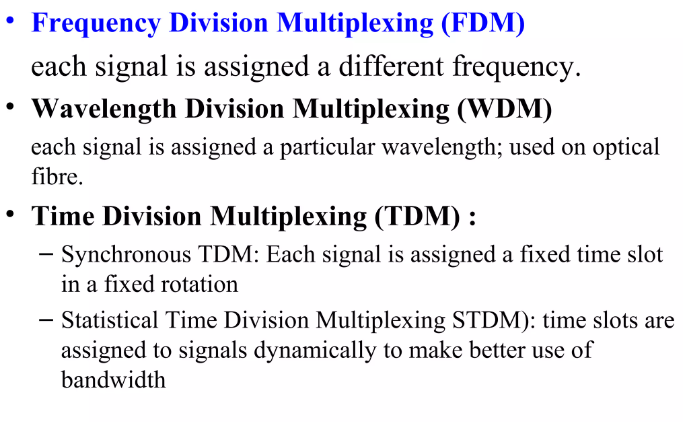 • Frequency Division Multiplexing (FDM)
each signal is assigned a different frequency.
• Wavelength Division Multiplexing (WDM)
each signal is assigned a particular wavelength; used on optical
fibre.
• Time Division Multiplexing (TDM) :
– Synchronous TDM: Each signal is assigned a fixed time slot
in a fixed rotation
– Statistical Time Division Multiplexing STDM): time slots are
assigned to signals dynamically to make better use of
bandwidth